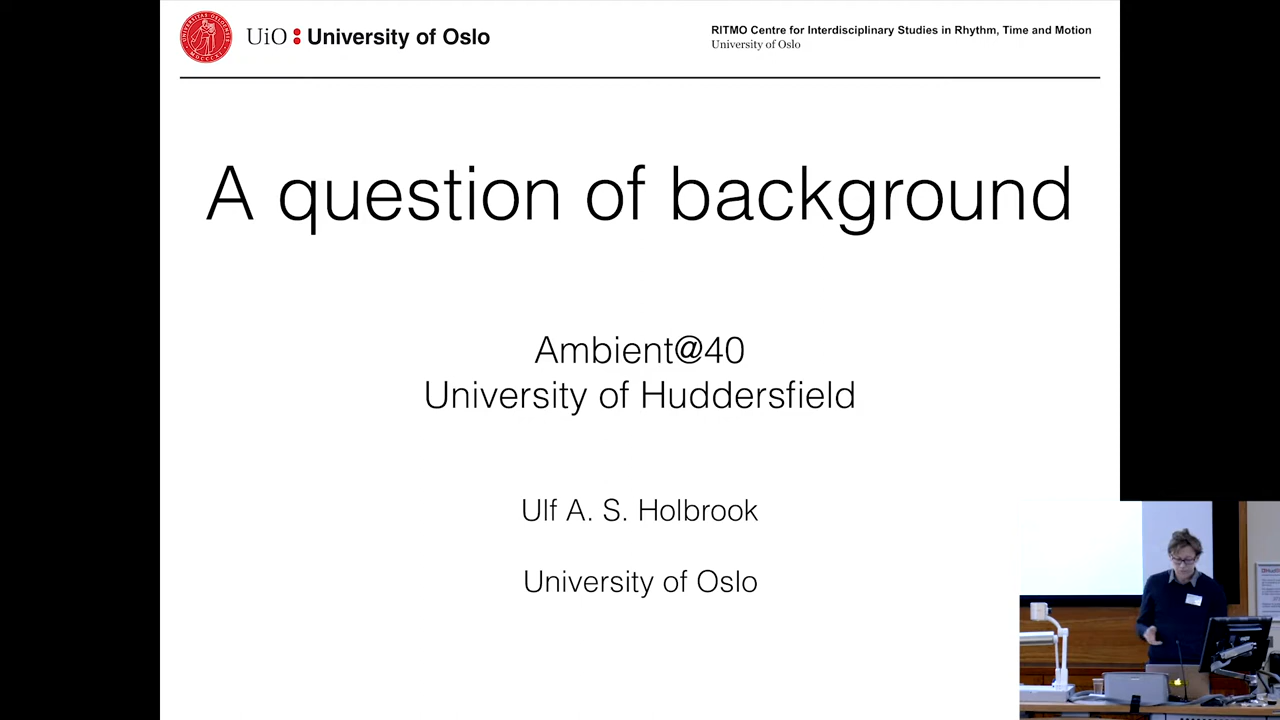 UiO : University of Oslo
RITMO Centre for Interdisciplinary Studies in Rhythm, Time and Motion
University of Oslo
A question of background
Ambient@40
University of Huddersfield
Ulf A. S. Holbrook
University of Oslo